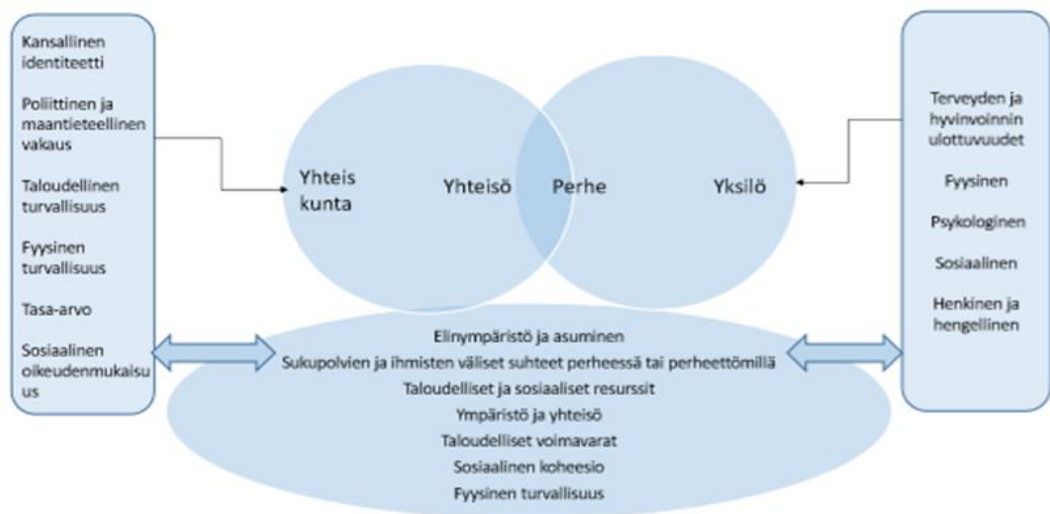 Kansallinen
identiteetti
Poliittinen ja
maantieteellinen
vakaus
Taloudellinen
turvallisuus
Fyysinen
turvallisuus
Tasa-arvo
Sosiaalinen
oikeudenmukaisu
us
Yhteis
kunta
Yhteisö
Perhe
Yksilö
Terveyden ja
hyvinvoinnin
ulottuvuudet
Fyysinen
Psykologinen
Sosiaalinen
Henkinen ja
hengellinen
Elinympäristö ja asuminen
Sukupolvien ja ihmisten väliset suhteet perheessä tai perheettömillä
Taloudelliset ja sosiaaliset resurssit
Ympäristö ja yhteisö
Taloudelliset voimavarat
Sosiaalinen koheesio
Fyysinen turvallisuus